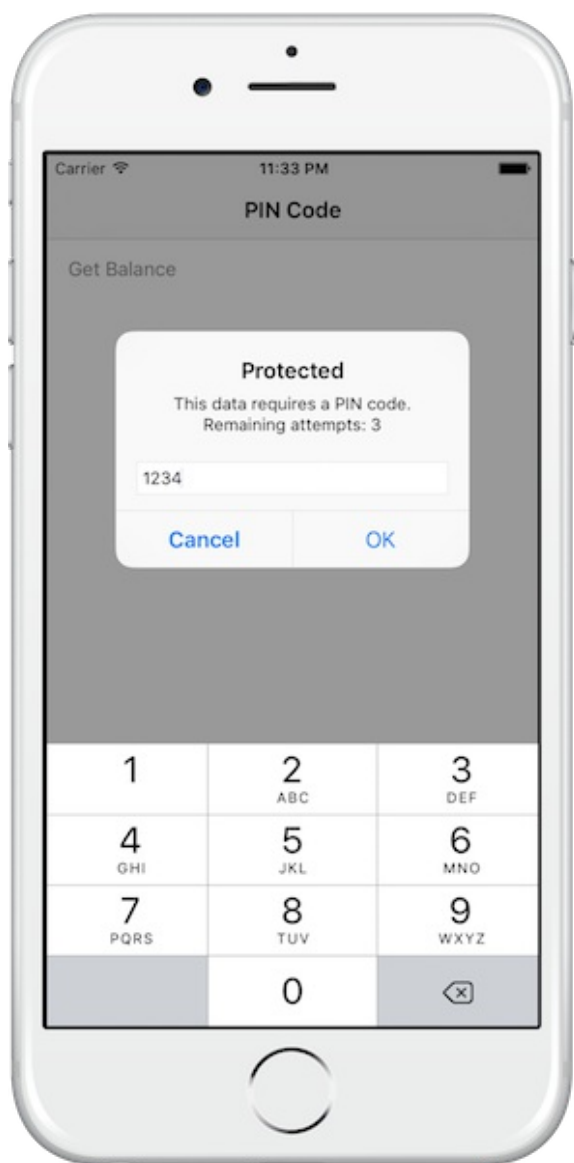 Carrier 11:33 PM
PIN Code
Get Balance
Protected
This data requires a PIN code.
Remaining attempts: 3
1234
Cancel OK
1 2 3
ABC DEF
4 5 6
GHI JKL MNO
7 8 9
PQRS TUV WXYZ
0